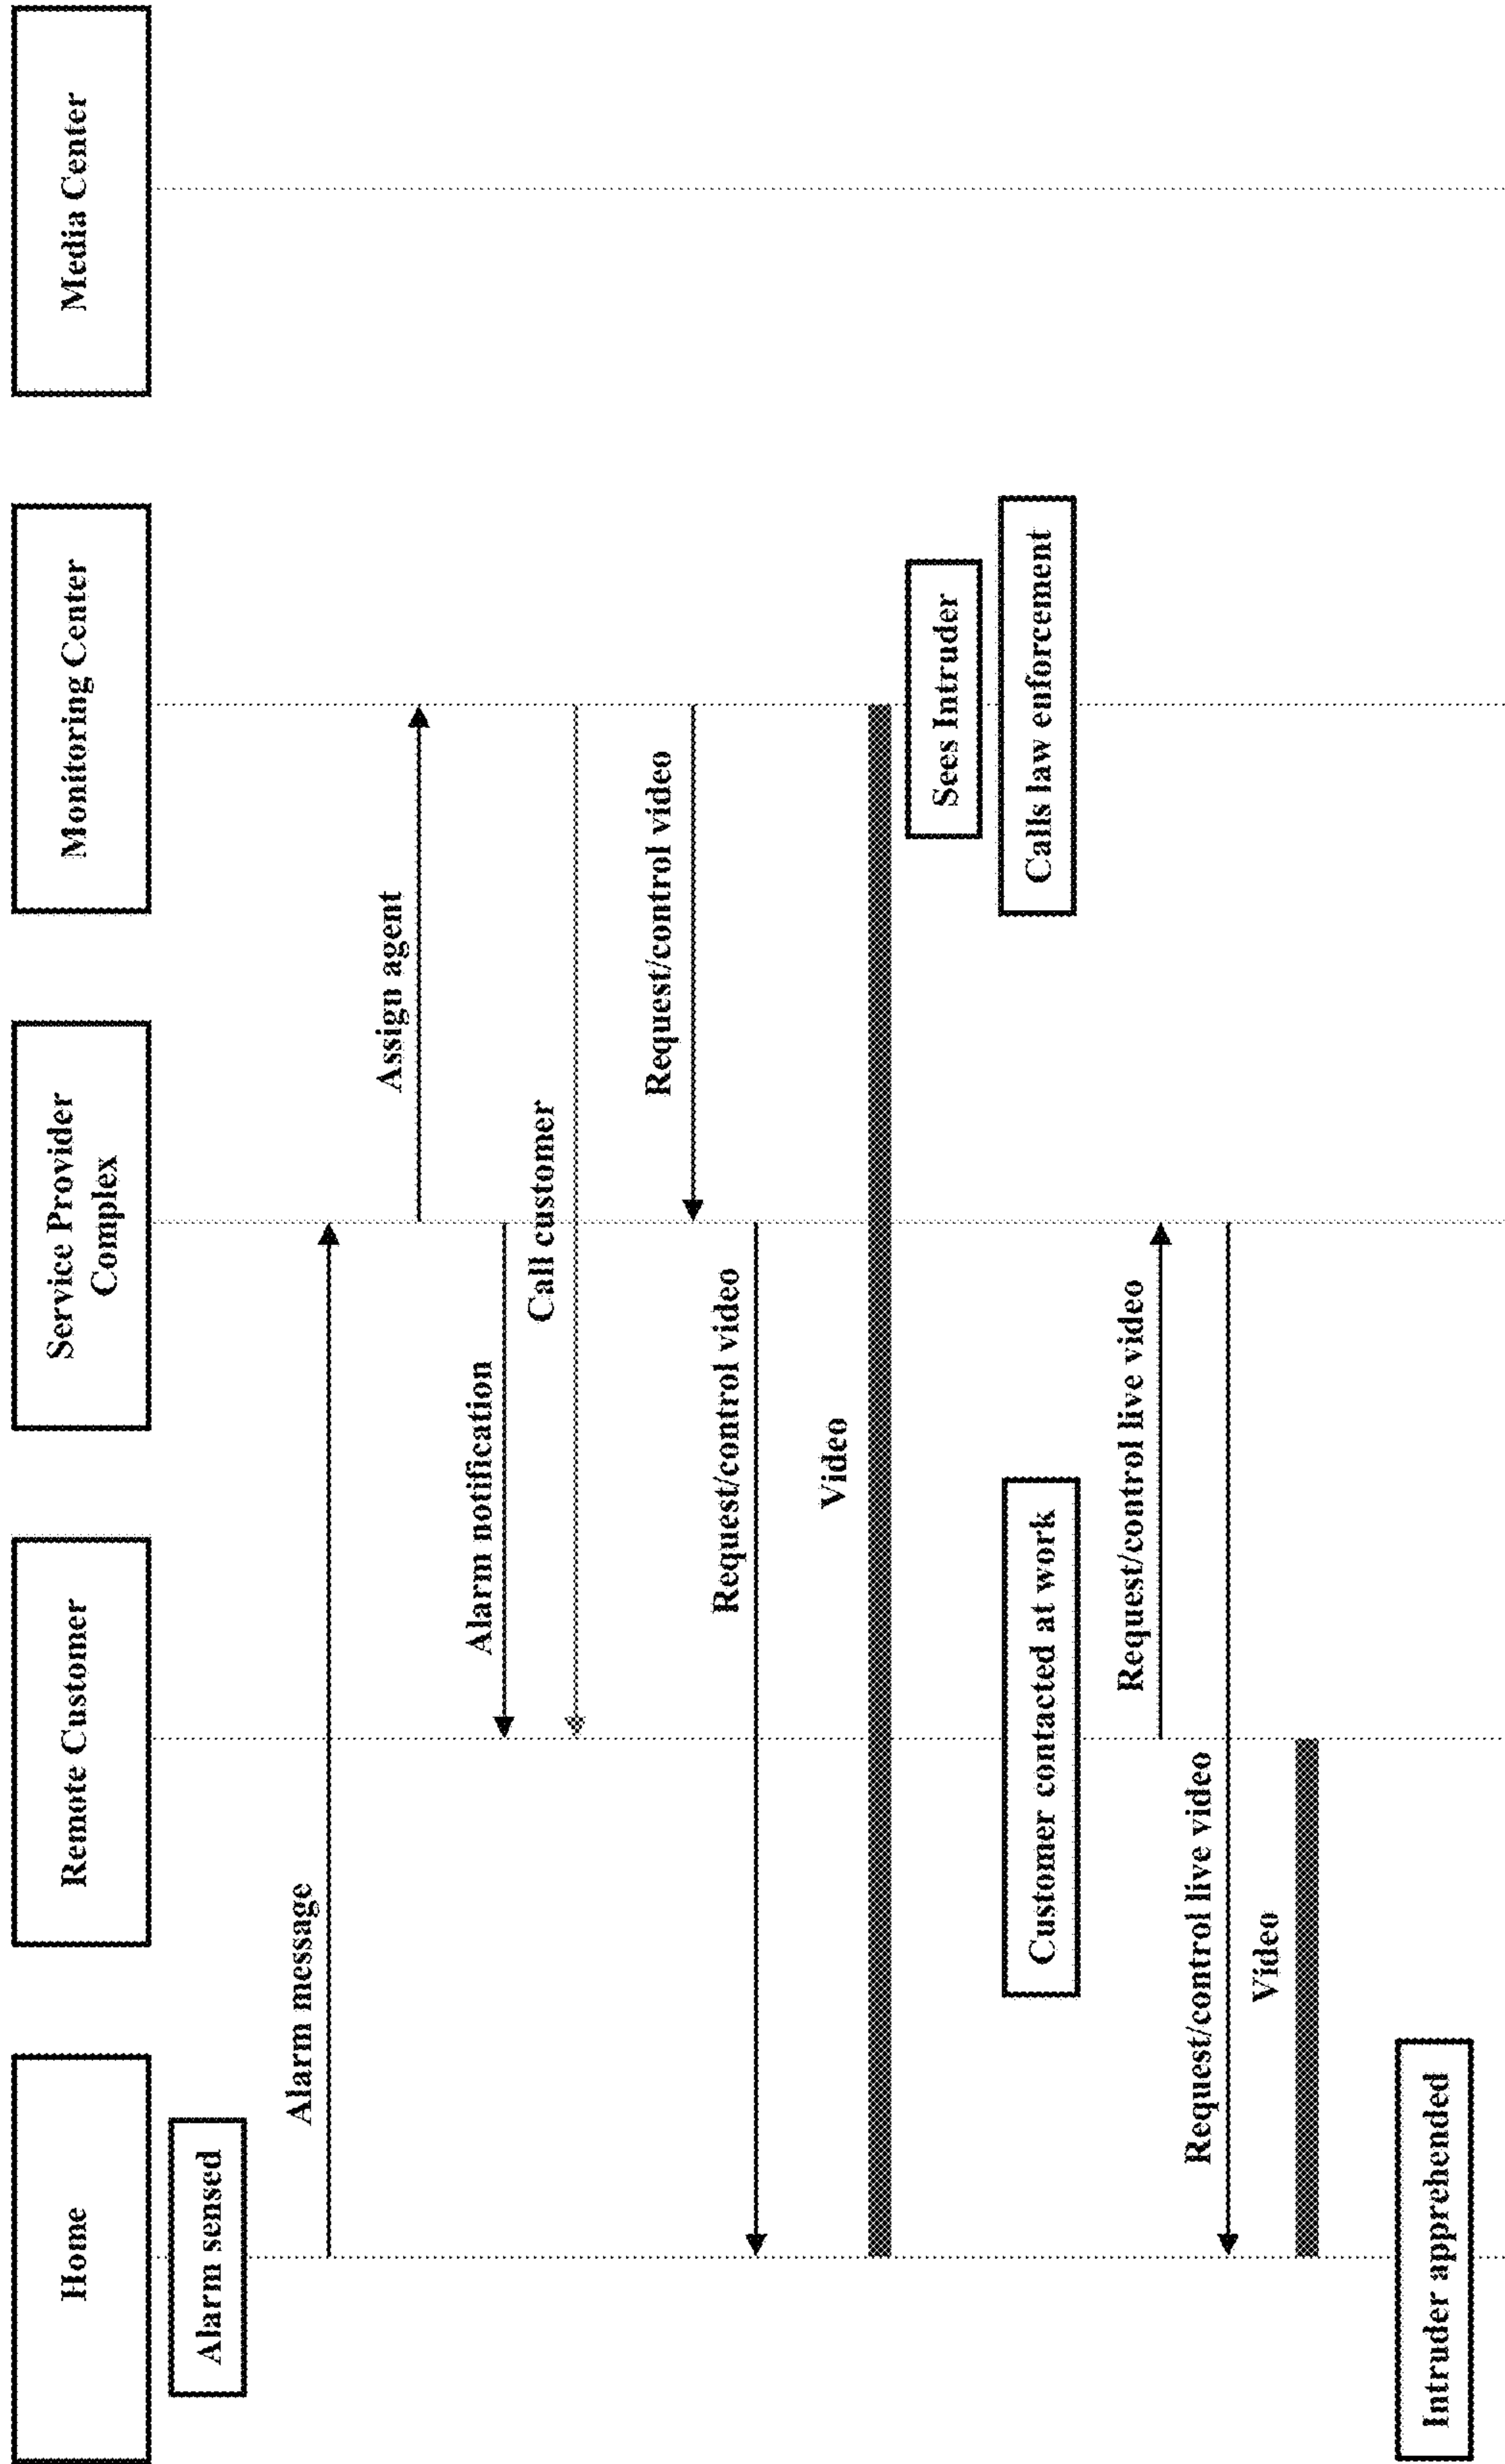 Home
Remote Customer
Service Provider
Complex
Monitoring Center
Media Center
Alarm sensed
Alarm message
Assign agent
Alarm notification
Call customer
Request/control video
Request/control video
Video
Sees Intruder
Customer contacted at work
Calls law enforcement
Request/control live video
Request/control live video
Video
Intruder apprehended